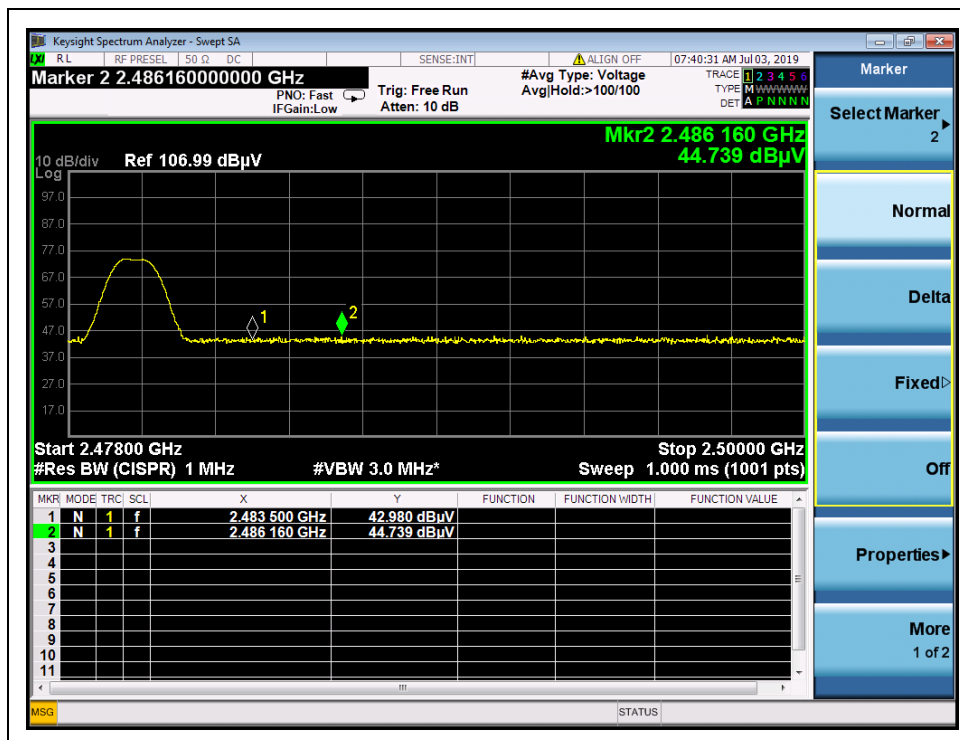 Keysight Spectrum Analyzer - Swept SA
LXI RL RF PRESEL 50 Ω DC SENSE:INT ALIGN OFF 07:40:31 AM Jul 03, 2019
Marker 2 2.486160000000 GHz #Avg Type: Voltage TRACE 1 2 3 4 5 6
PNO: Fast Trig: Free Run Avg|Hold:>100/100 TYPE M WWWWW
IFGain:Low Atten: 10 dB DET A P N N N N
Mkr2 2.486 160 GHz
44.739 dBµV
10 dB/div Ref 106.99 dBµV
Log
97.0
87.0
77.0
67.0
57.0
47.0
37.0
27.0
17.0
1
2
Start 2.47800 GHz Stop 2.50000 GHz
#Res BW (CISPR) 1 MHz #VBW 3.0 MHz* Sweep 1.000 ms (1001 pts)
MKR MODE TRC SCL X Y FUNCTION FUNCTION WIDTH FUNCTION VALUE
1 N 1 f 2.483 500 GHz 42.980 dBµV
2 N 1 f 2.486 160 GHz 44.739 dBµV
3
4
5
6
7
8
9
10
11
MSG STATUS
Marker
Select Marker
2
Normal
Delta
Fixed
Off
Properties
More
1 of 2